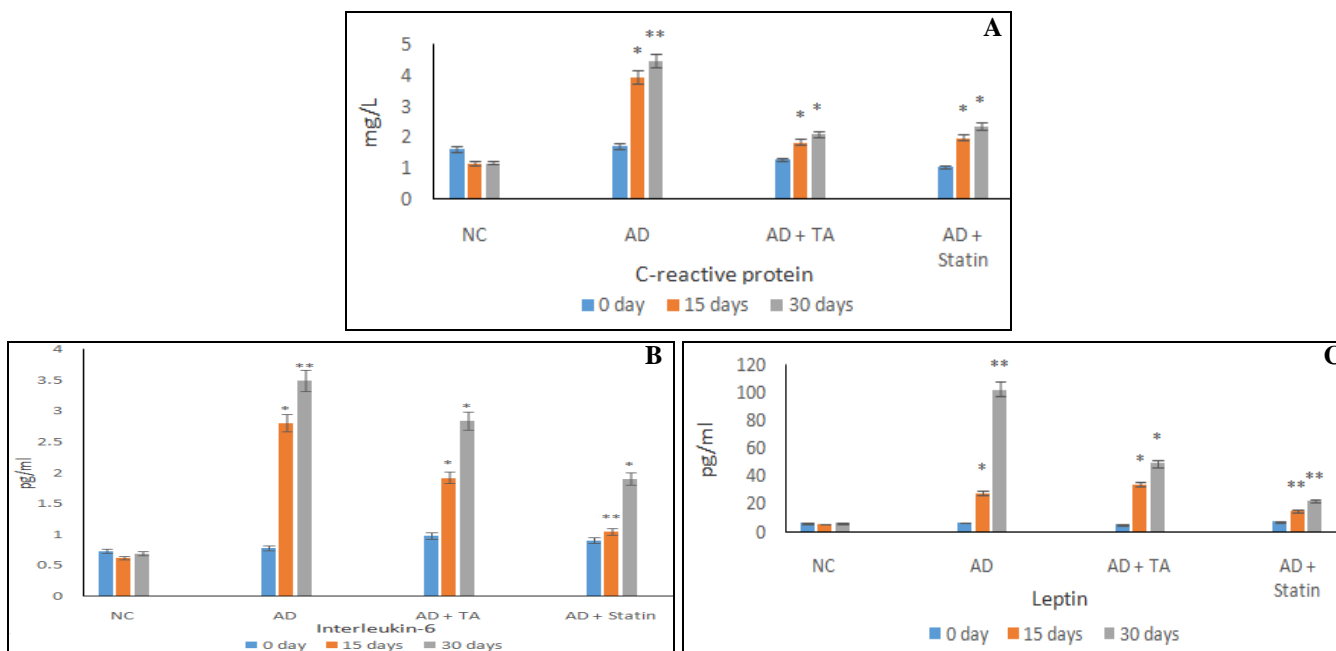 A
5
4
3
2
1
0
mg/L
* **
* *
* *
NC AD AD + TA AD +
Statin
C-reactive protein
0 day 15 days 30 days
B
4
3.5
3
2.5
2
1.5
1
0.5
0
pg/ml
* **
* *
** *
NC AD AD + TA AD + Statin
Interleukin-6
0 day 15 days 30 days
C
120
100
80
60
40
20
0
pg/ml
* **
* *
** **
NC AD AD + TA AD +
Statin
Leptin
0 day 15 days 30 days